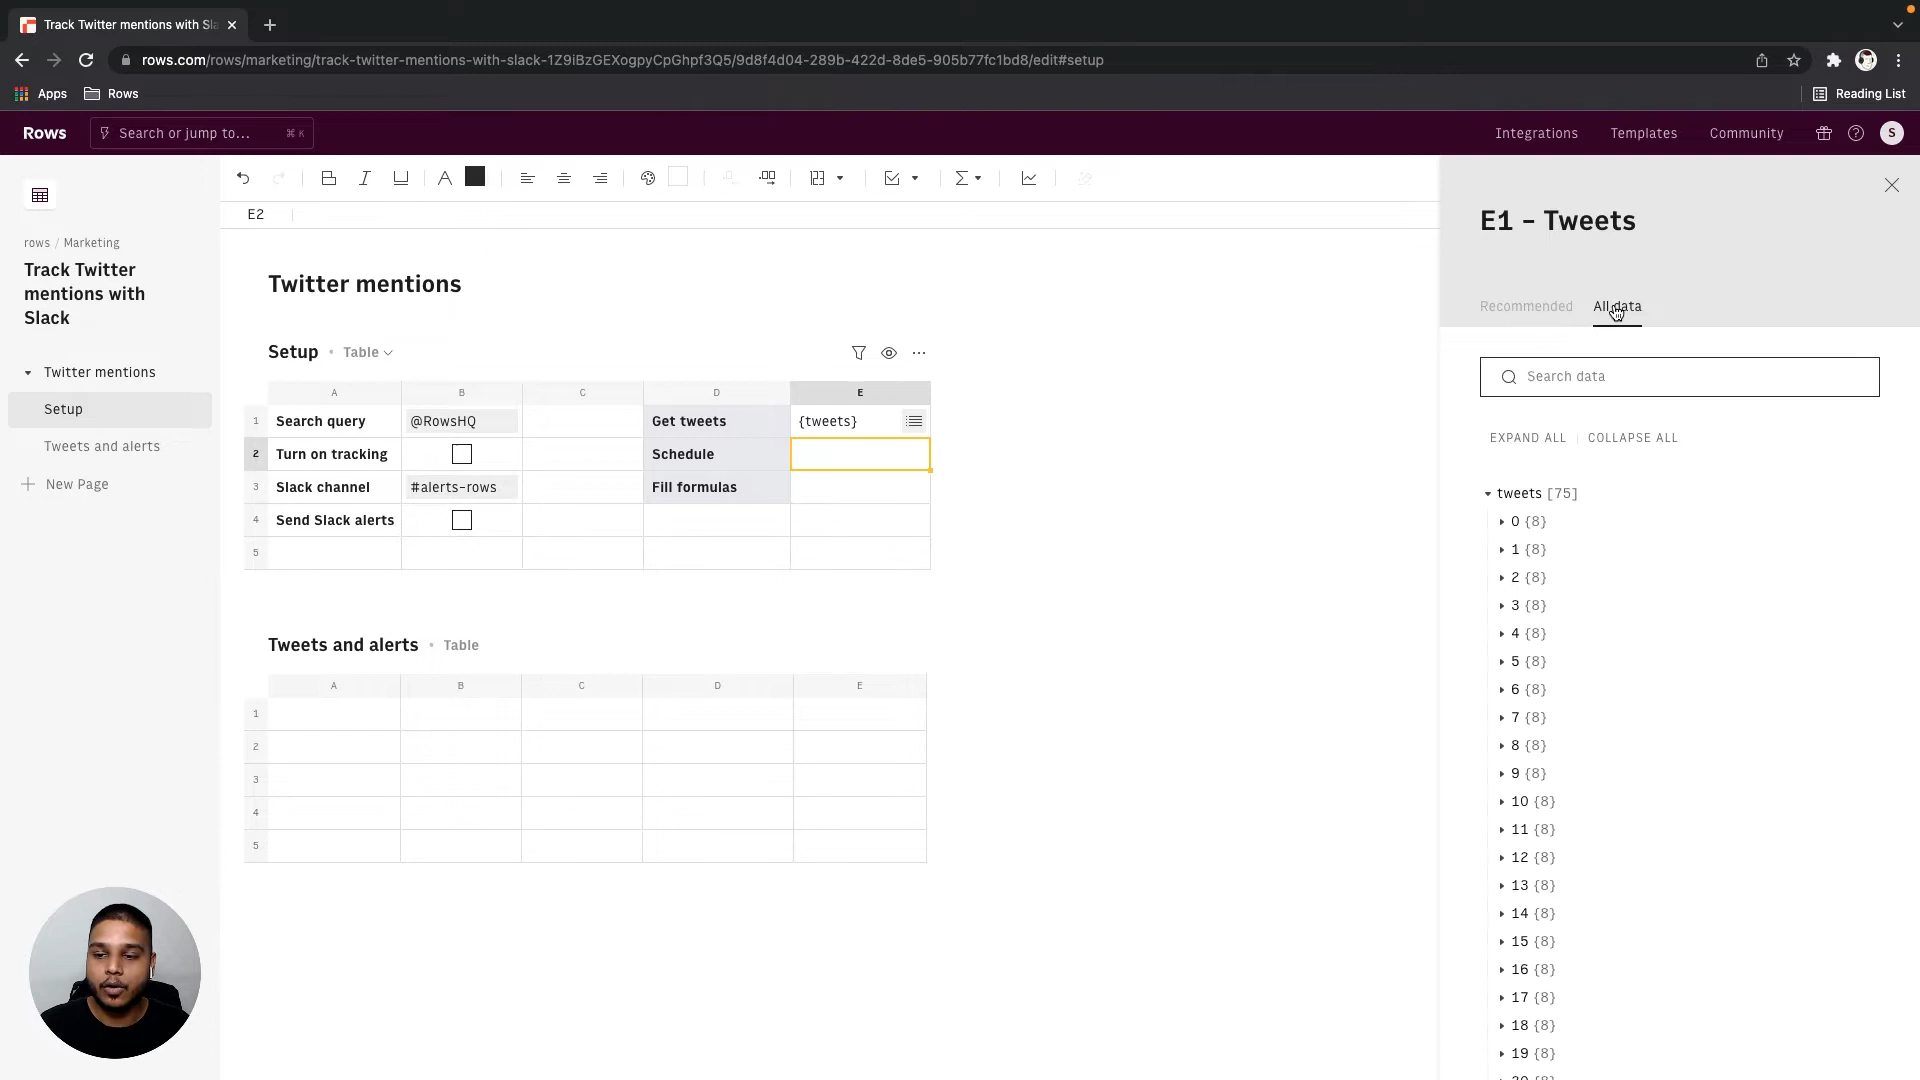 Track Twitter mentions with Sla
rows.com/rows/marketing/track-twitter-mentions-with-slack-1Z9iBzGEXogpyCpGhpf3Q5/9d8f4d04-289b-422d-8de5-905b77fc1bd8/edit#setup
Apps Rows Reading List
Rows Search or jump to... ⌘ K Integrations Templates Community S
E2
rows / Marketing
Track Twitter
mentions with
Slack
Twitter mentions
Setup
Tweets and alerts
New Page
Twitter mentions
Setup • Table
A B C D E
1 Search query @RowsHQ Get tweets {tweets}
2 Turn on tracking Schedule
3 Slack channel #alerts-rows Fill formulas
4 Send Slack alerts
5
Tweets and alerts • Table
A B C D E
1
2
3
4
5
E1 - Tweets
Recommended All data
Search data
EXPAND ALL | COLLAPSE ALL
tweets [75]
0 {8}
1 {8}
2 {8}
3 {8}
4 {8}
5 {8}
6 {8}
7 {8}
8 {8}
9 {8}
10 {8}
11 {8}
12 {8}
13 {8}
14 {8}
15 {8}
16 {8}
17 {8}
18 {8}
19 {8}
20 {8}